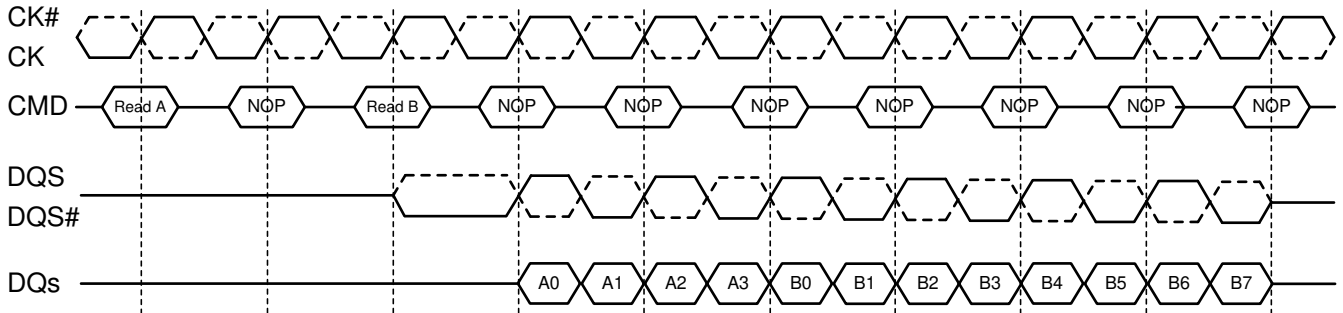 CK#
CK
CMD Read A NOP Read B NOP NOP NOP NOP NOP NOP NOP
DQS
DQS#
DQs A0 A1 A2 A3 B0 B1 B2 B3 B4 B5 B6 B7